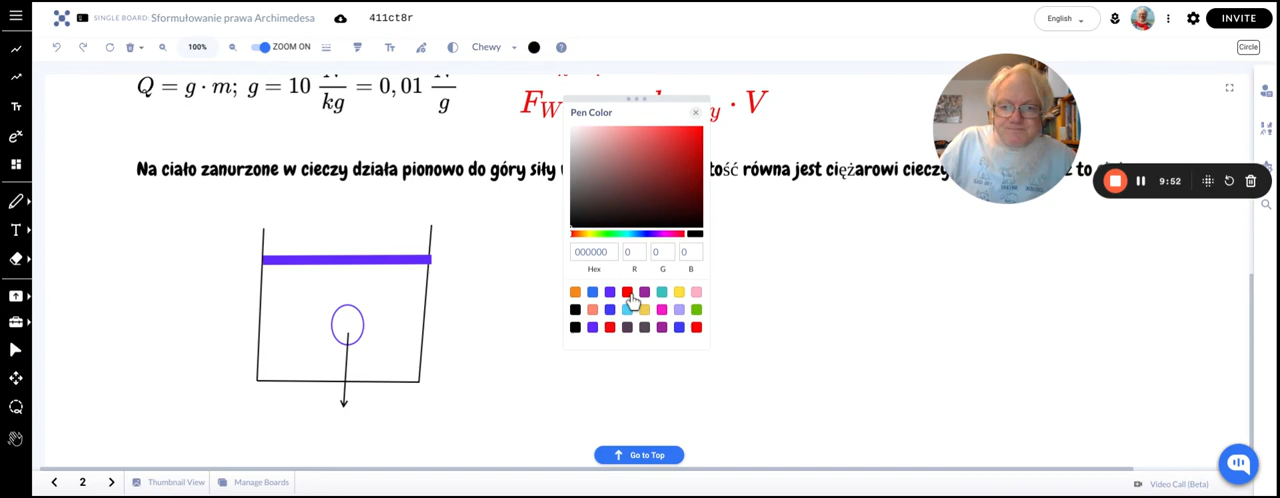 SINGLE BOARD: Sformułowanie prawa Archimedesa 411ct8r English INVITE
100% ZOOM ON Chewy Circle
Q = g · m; g = 10 N/kg = 0,01 N/g
F_W y · V
Pen Color
Na ciało zanurzone w cieczy działa pionowo do góry siły tość równa jest ciężarowi cieczy to
9:52
000000 0 0 0
Hex R G B
Go to Top
2 Thumbnail View Manage Boards Video Call (Beta)